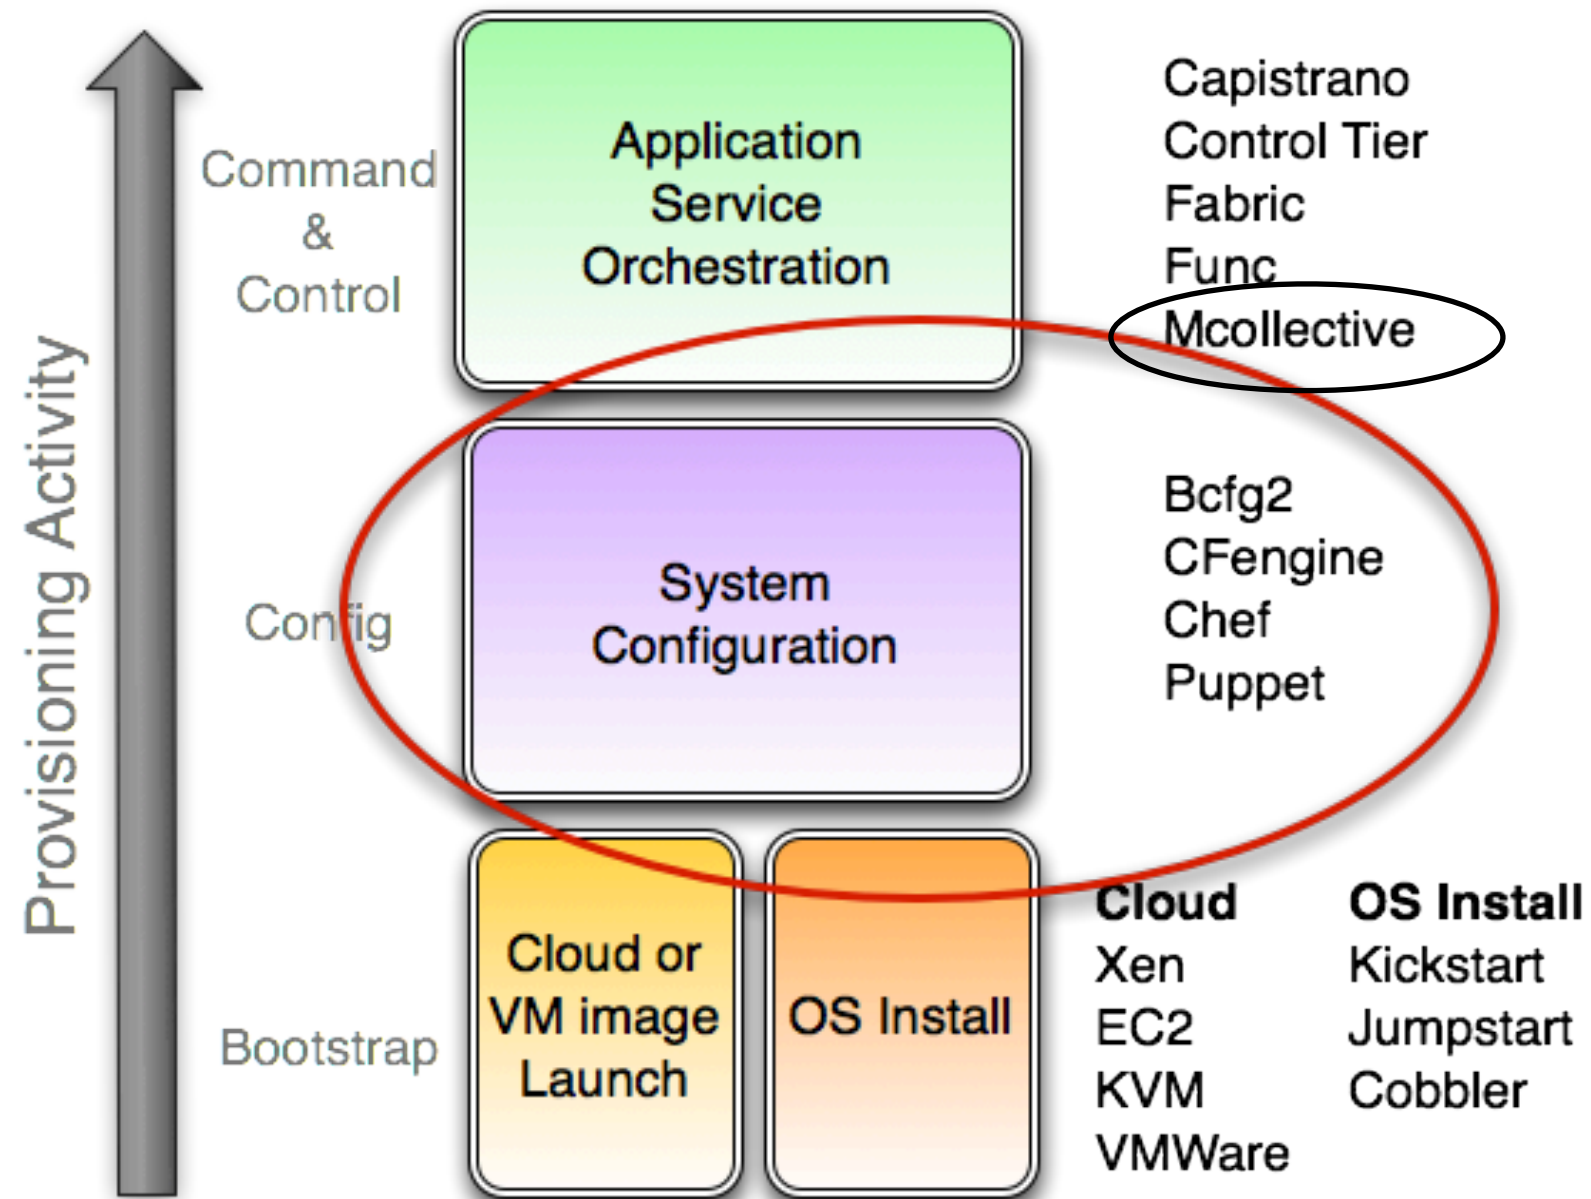 Provisioning Activity
Command
&
Control
Application
Service
Orchestration
Capistrano
Control Tier
Fabric
Func
Mcollective
Config
System
Configuration
Bcfg2
CFengine
Chef
Puppet
Bootstrap
Cloud or
VM image
Launch
OS Install
Cloud
Xen
EC2
KVM
VMWare
OS Install
Kickstart
Jumpstart
Cobbler